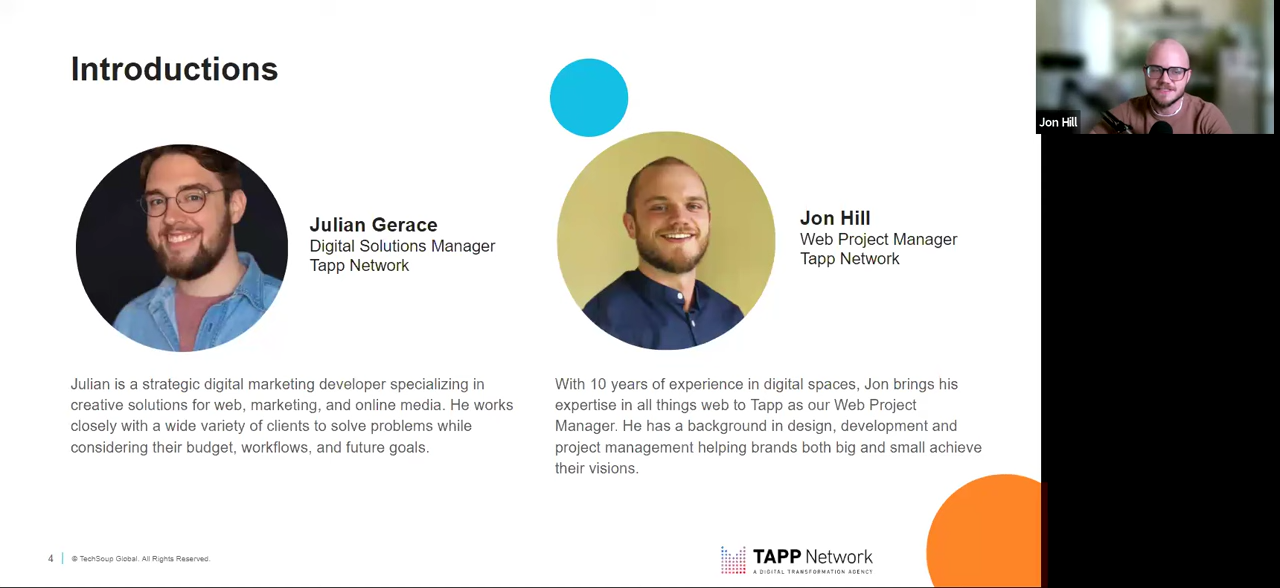 Introductions
Jon Hill
Julian Gerace
Digital Solutions Manager
Tapp Network
Jon Hill
Web Project Manager
Tapp Network
Julian is a strategic digital marketing developer specializing in
creative solutions for web, marketing, and online media. He works
closely with a wide variety of clients to solve problems while
considering their budget, workflows, and future goals.
With 10 years of experience in digital spaces, Jon brings his
expertise in all things web to Tapp as our Web Project
Manager. He has a background in design, development and
project management helping brands both big and small achieve
their visions.
4
© TechSoup Global. All Rights Reserved.
TAPP Network
A DIGITAL TRANSFORMATION AGENCY